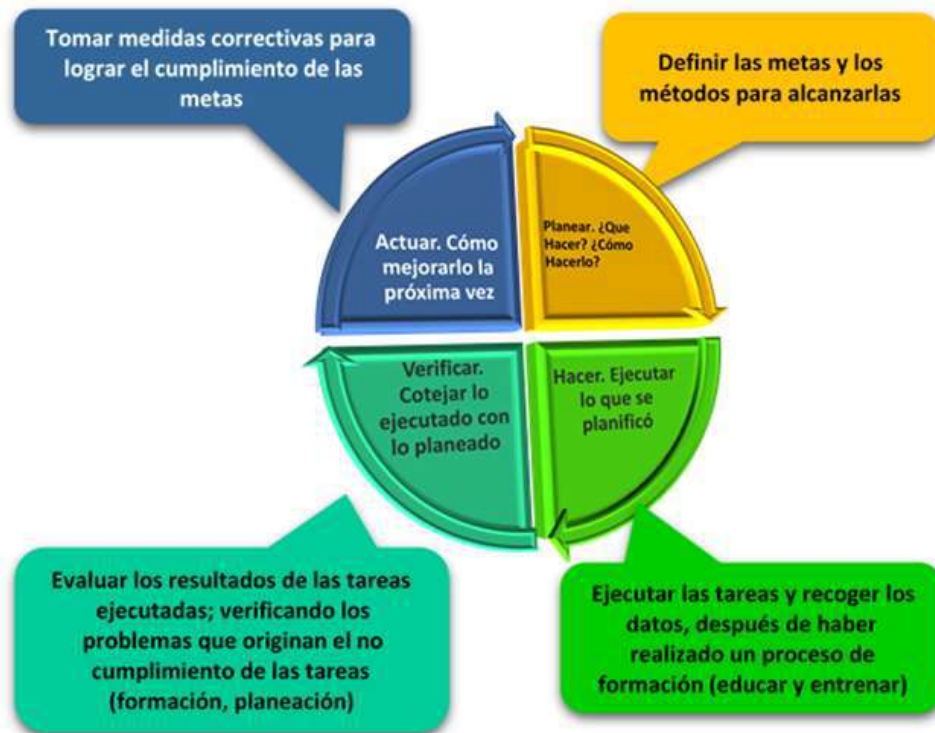 Tomar medidas correctivas para
lograr el cumplimiento de las
metas
Definir las metas y los
métodos para alcanzarlas
Actuar. Cómo
mejorarlo la
próxima vez
Planear. ¿Que
Hacer? ¿Cómo
Hacerlo?
Verificar.
Cotejar lo
ejecutado con
lo planeado
Hacer. Ejecutar
lo que se
planificó
Evaluar los resultados de las tareas
ejecutadas; verificando los
problemas que originan el no
cumplimiento de las tareas
(formación, planeación)
Ejecutar las tareas y recoger los
datos, después de haber
realizado un proceso de
formación (educar y entrenar)